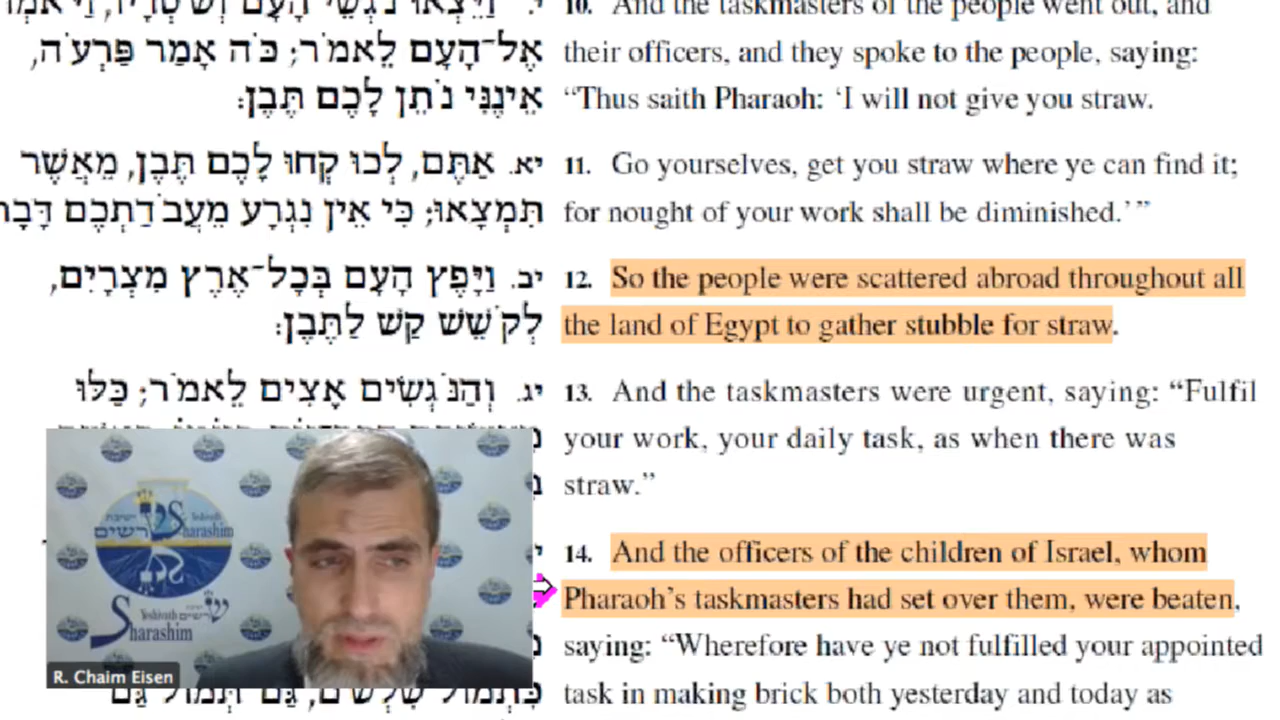 10. And the taskmasters of the people went out, and
their officers, and they spoke to the people, saying:
“Thus saith Pharaoh: ‘I will not give you straw.
11. Go yourselves, get you straw where ye can find it;
for nought of your work shall be diminished.’”
12. So the people were scattered abroad throughout all
the land of Egypt to gather stubble for straw.
13. And the taskmasters were urgent, saying: “Fulfil
your work, your daily task, as when there was
straw.”
14. And the officers of the children of Israel, whom
Pharaoh’s taskmasters had set over them, were beaten,
saying: “Wherefore have ye not fulfilled your appointed
task in making brick both yesterday and today as
אֶל־הָעָם לֵאמֹר; כֹּה אָמַר פַּרְעֹה,
אֵינֶנִּי נֹתֵן לָכֶם תֶּבֶן:
יא. אַתֶּם, לְכוּ קְחוּ לָכֶם תֶּבֶן, מֵאֲשֶׁר
תִּמְצָאוּ; כִּי אֵין נִגְרָע מֵעֲבֹדַתְכֶם
יב. וַיָּפֶץ הָעָם בְּכָל־אֶרֶץ מִצְרָיִם,
לְקֹשֵׁשׁ קַשׁ לַתֶּבֶן:
יג. וְהַנֹּגְשִׂים אָצִים לֵאמֹר; כַּלּוּ
כִּתְמוֹל שִׁלְשֹׁם, גַּם תְּמוֹל גַּם
ישיבת
שרשים
Yeshivath
Sharashim
Yeshivath
Sharashim
R. Chaim Eisen